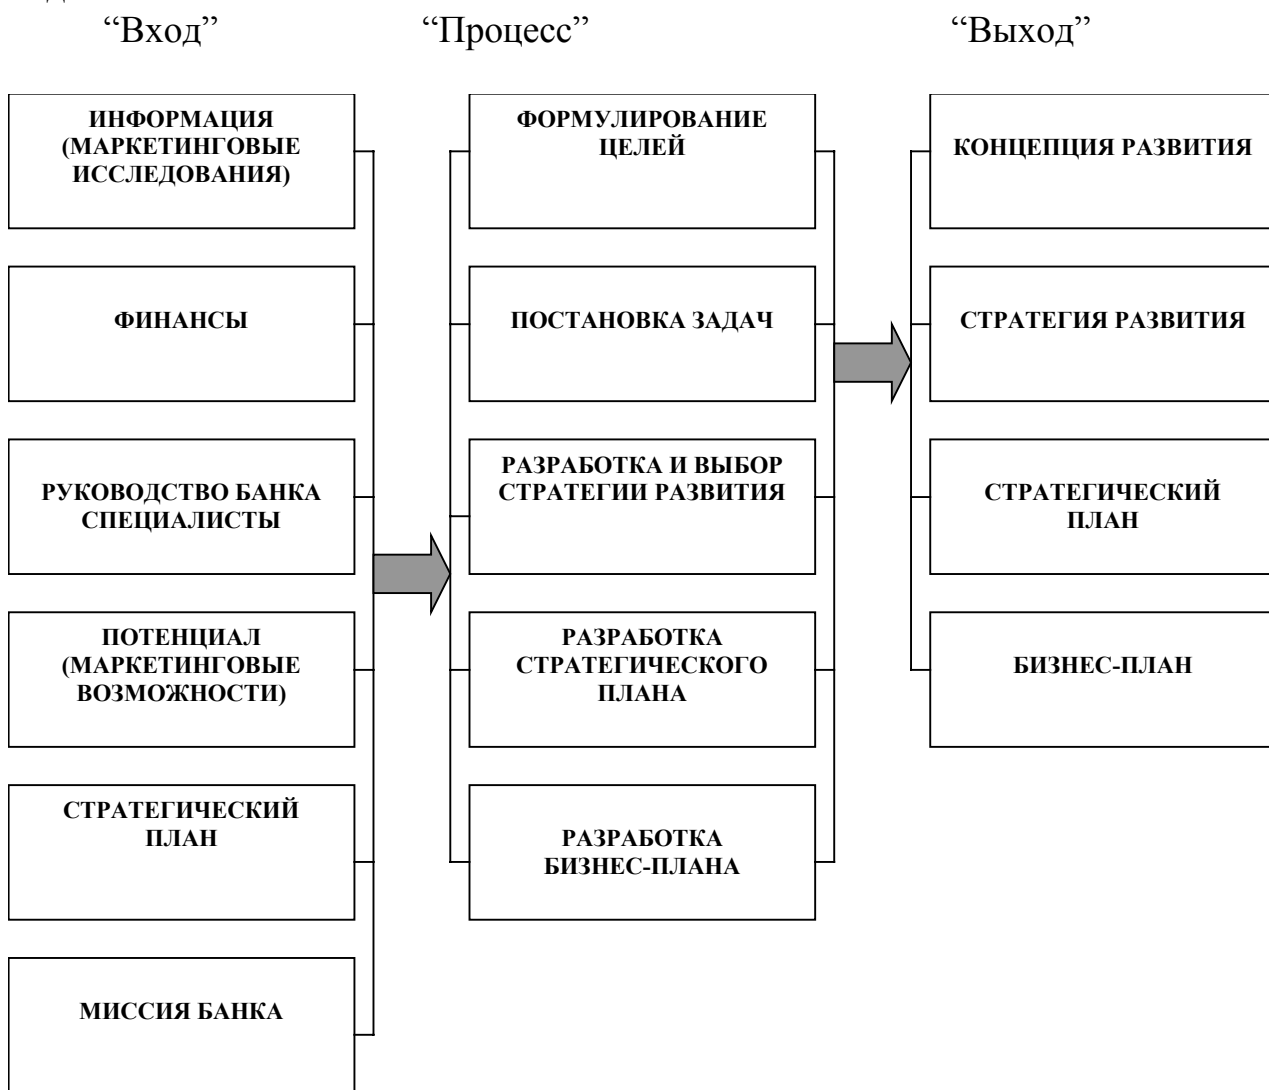 “Вход”
“Процесс”
“Выход”
ИНФОРМАЦИЯ
(МАРКЕТИНГОВЫЕ
ИССЛЕДОВАНИЯ)
ФИНАНСЫ
РУКОВОДСТВО БАНКА
СПЕЦИАЛИСТЫ
ПОТЕНЦИАЛ
(МАРКЕТИНГОВЫЕ
ВОЗМОЖНОСТИ)
СТРАТЕГИЧЕСКИЙ
ПЛАН
МИССИЯ БАНКА
ФОРМУЛИРОВАНИЕ
ЦЕЛЕЙ
ПОСТАНОВКА ЗАДАЧ
РАЗРАБОТКА И ВЫБОР
СТРАТЕГИИ РАЗВИТИЯ
РАЗРАБОТКА
СТРАТЕГИЧЕСКОГО
ПЛАНА
РАЗРАБОТКА
БИЗНЕС-ПЛАНА
КОНЦЕПЦИЯ РАЗВИТИЯ
СТРАТЕГИЯ РАЗВИТИЯ
СТРАТЕГИЧЕСКИЙ
ПЛАН
БИЗНЕС-ПЛАН